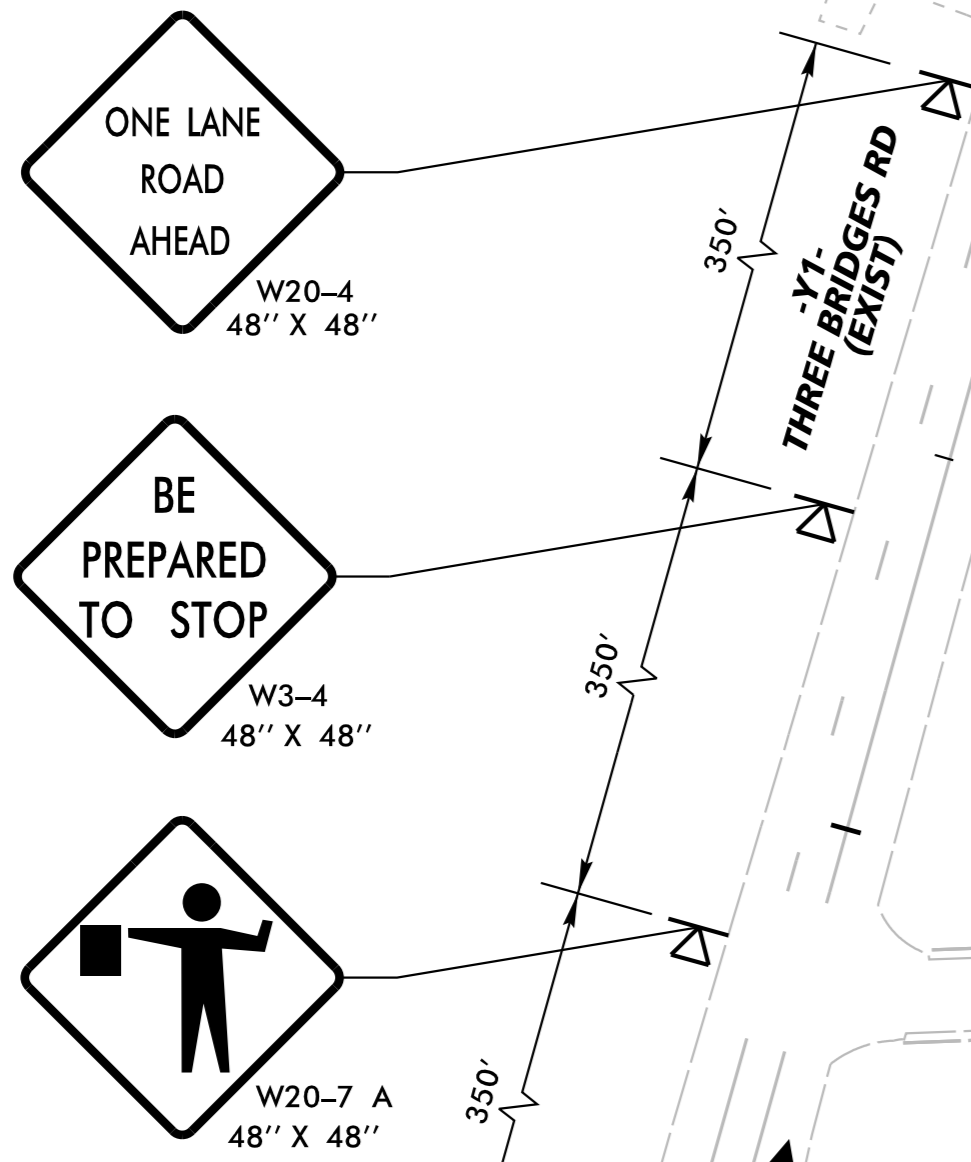 ONE LANE
ROAD
AHEAD
W20–4
48’’ X 48’’
350’
-Y1-
THREE BRIDGES RD
(EXIST)
BE
PREPARED
TO STOP
W3–4
48’’ X 48’’
350’
W20–7 A
48’’ X 48’’
350’